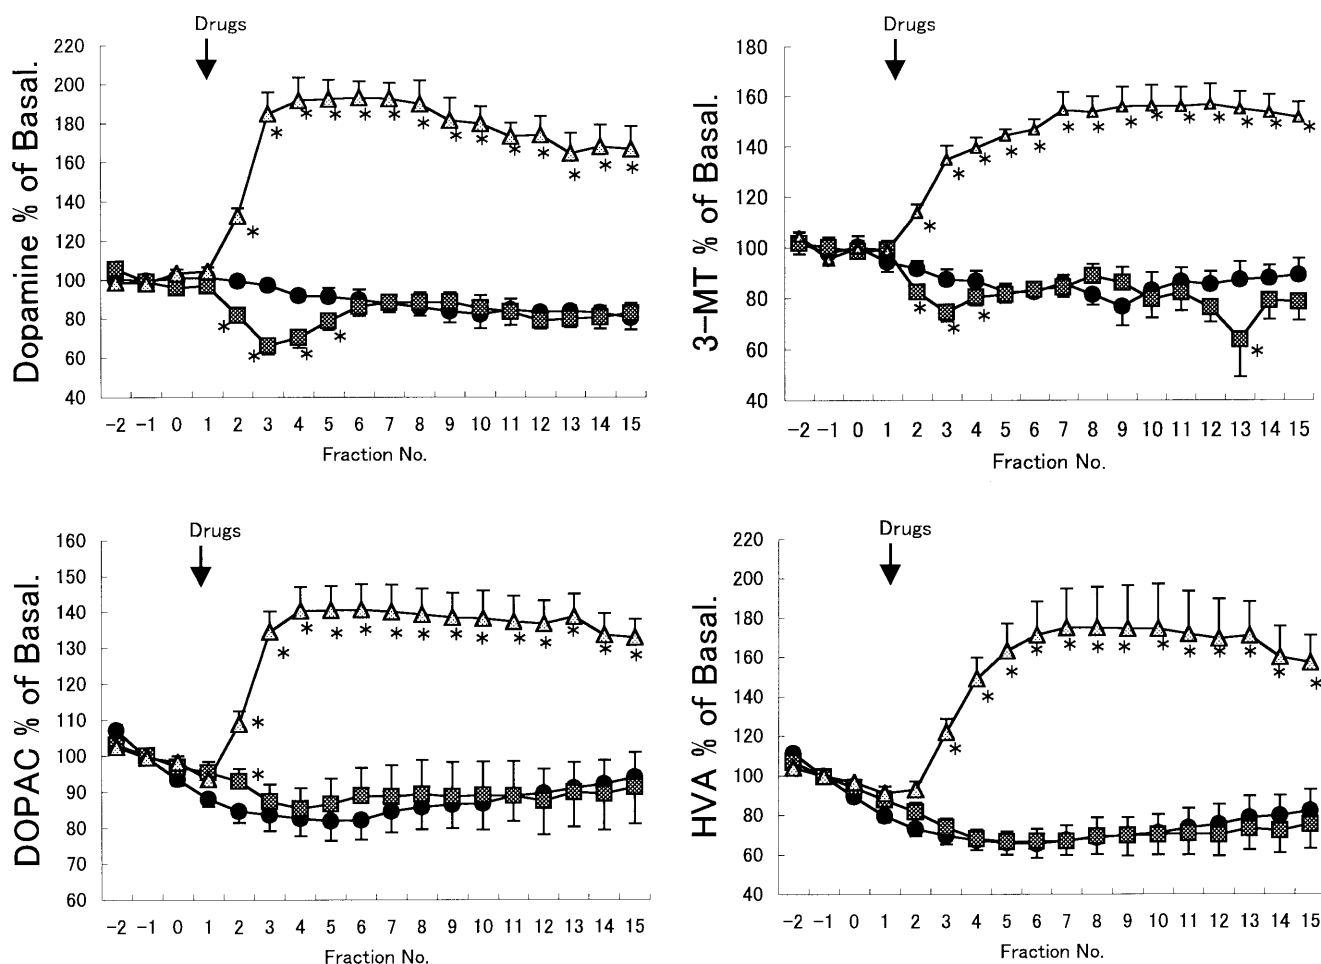 Drugs
Dopamine % of Basal.
220
200
180
160
140
120
100
80
60
40
-2 -1 0 1 2 3 4 5 6 7 8 9 10 11 12 13 14 15
Fraction No.
* * * * * * * * * * * * * *
* * * *
Drugs
3-MT % of Basal.
180
160
140
120
100
80
60
40
-2 -1 0 1 2 3 4 5 6 7 8 9 10 11 12 13 14 15
Fraction No.
* * * * * * * * * * * * * *
* * * *
Drugs
DOPAC % of Basal.
160
150
140
130
120
110
100
90
80
70
60
-2 -1 0 1 2 3 4 5 6 7 8 9 10 11 12 13 14 15
Fraction No.
* * * * * * * * * * * * * *
*
Drugs
HVA % of Basal.
220
200
180
160
140
120
100
80
60
40
-2 -1 0 1 2 3 4 5 6 7 8 9 10 11 12 13 14 15
Fraction No.
* * * * * * * * * * * * *